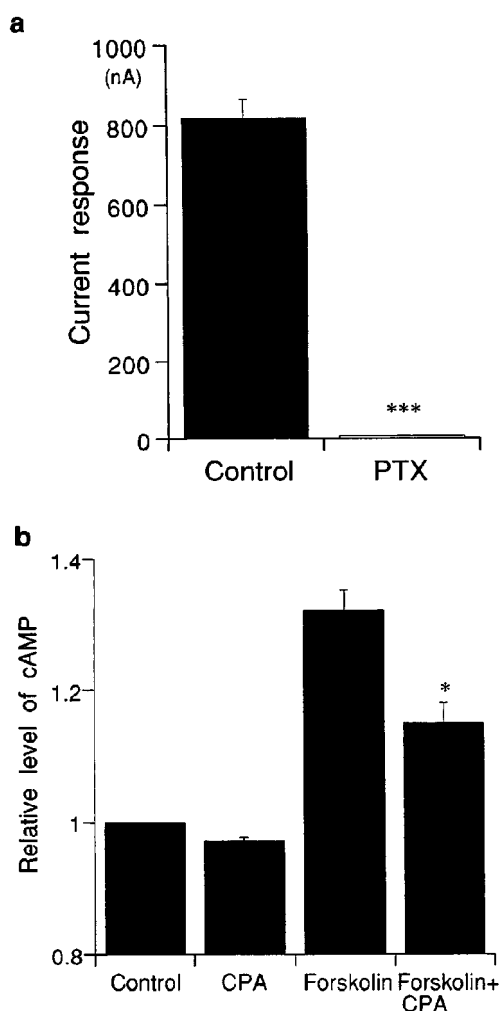 a
1000
(nA)
800
600
400
200
0
Current response
***
Control
PTX
b
1.4
1.2
1
0.8
Relative level of cAMP
*
Control
CPA
Forskolin
Forskolin+
CPA